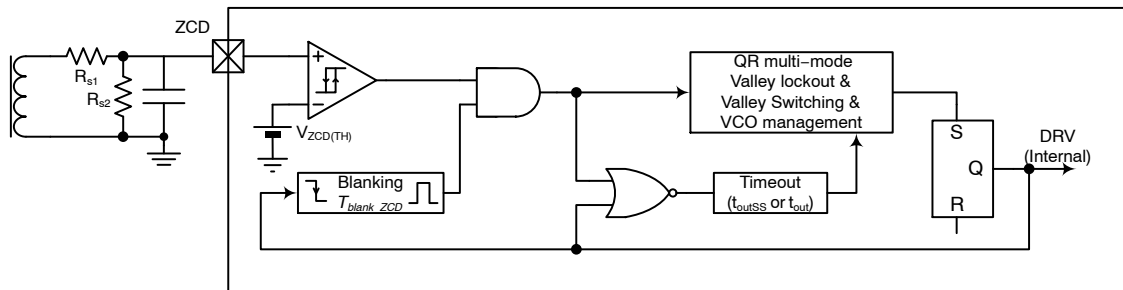 ZCD
Rs1
Rs2
+
−
VZCD(TH)
Blanking
Tblank_ZCD
QR multi−mode
Valley lockout &
Valley Switching &
VCO management
Timeout
(toutSS or tout)
S
Q
R
DRV
(Internal)